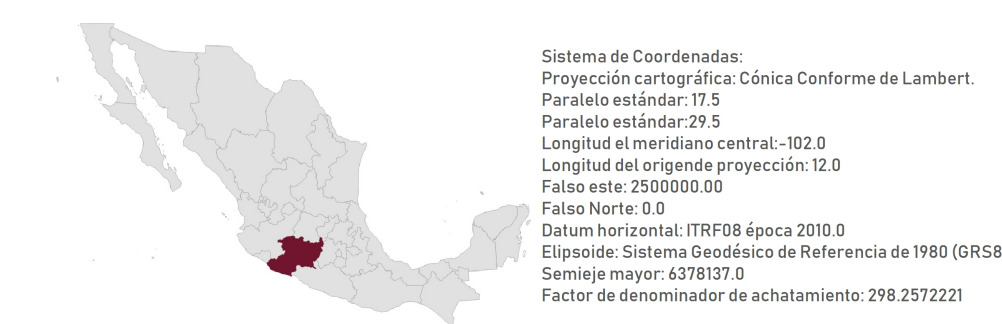 Sistema de Coordenadas:
Proyección cartográfica: Cónica Conforme de Lambert.
Paralelo estándar: 17.5
Paralelo estándar:29.5
Longitud el meridiano central:-102.0
Longitud del origende proyección: 12.0
Falso este: 2500000.00
Falso Norte: 0.0
Datum horizontal: ITRF08 época 2010.0
Elipsoide: Sistema Geodésico de Referencia de 1980 (GRS8
Semieje mayor: 6378137.0
Factor de denominador de achatamiento: 298.2572221